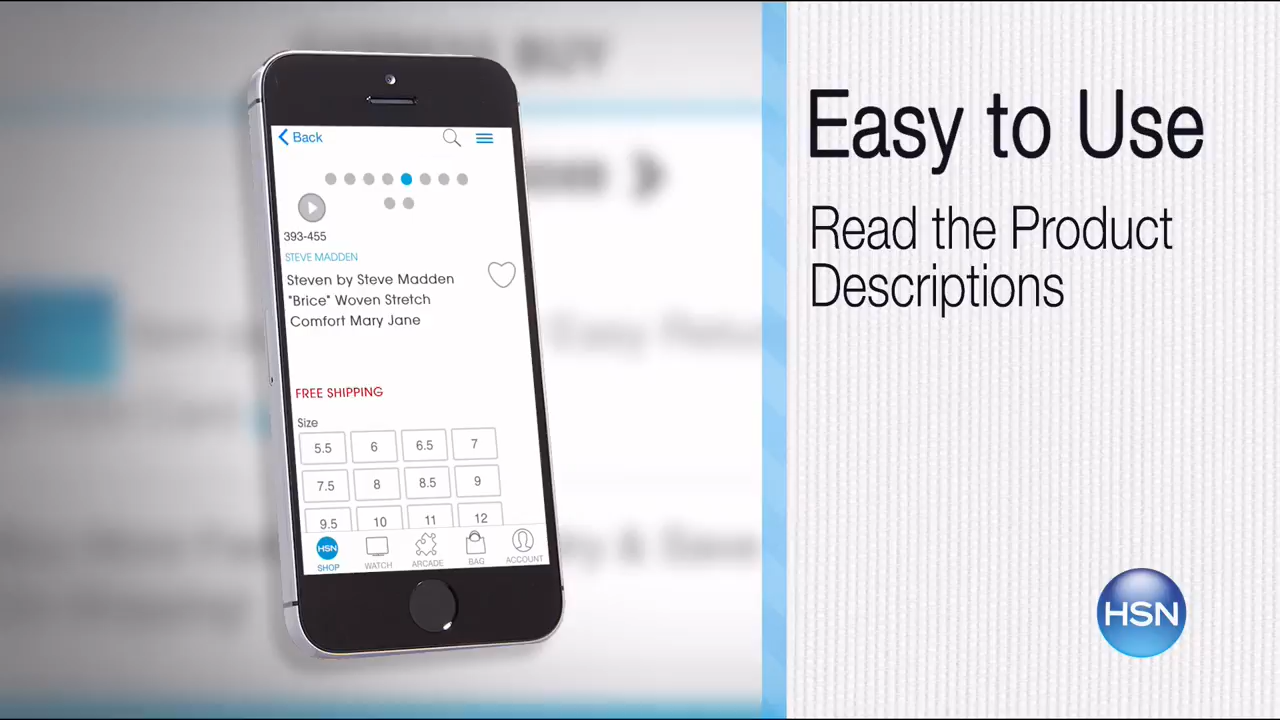 Back
393-455
STEVE MADDEN
Steven by Steve Madden
"Brice" Woven Stretch
Comfort Mary Jane
FREE SHIPPING
Size
5.5 6 6.5 7
7.5 8 8.5 9
9.5 10 11 12
HSN
SHOP WATCH ARCADE BAG ACCOUNT
BUY
Easy to Use
Read the Product
Descriptions
HSN